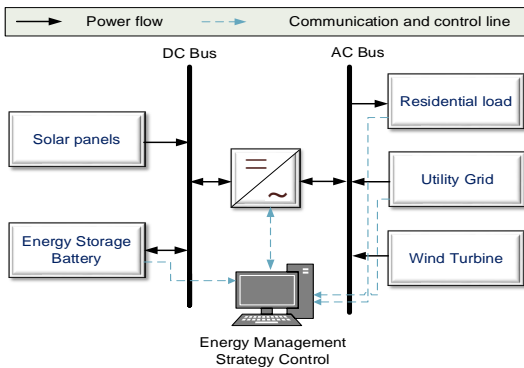 Power flow
Communication and control line
DC Bus
AC Bus
Solar panels
Residential load
Utility Grid
Energy Storage
Battery
Wind Turbine
Energy Management
Strategy Control